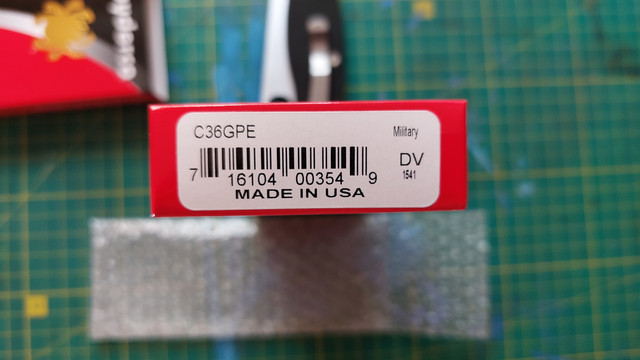 C36GPE
Military
7 16104 00354 9
DV
1541
MADE IN USA